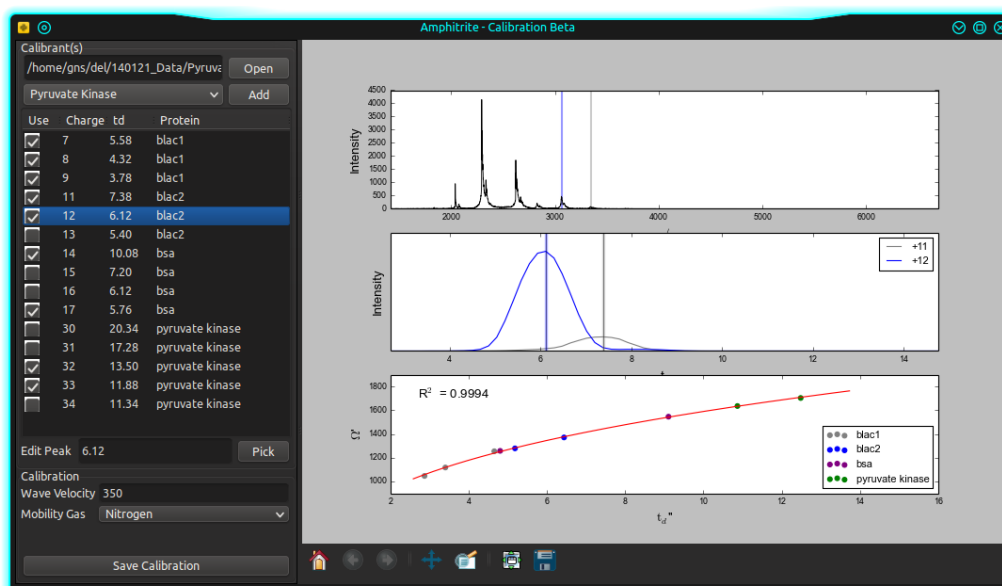 Amphitrite - Calibration Beta
Calibrant(s)
/home/gns/del/140121_Data/Pyruva
Open
Pyruvate Kinase
Add
Use Charge td Protein
7 5.58 blac1
8 4.32 blac1
9 3.78 blac1
11 7.38 blac2
12 6.12 blac2
13 5.40 blac2
14 10.08 bsa
15 7.20 bsa
16 6.12 bsa
17 5.76 bsa
30 20.34 pyruvate kinase
31 17.28 pyruvate kinase
32 13.50 pyruvate kinase
33 11.88 pyruvate kinase
34 11.34 pyruvate kinase
Edit Peak 6.12 Pick
Calibration
Wave Velocity 350
Mobility Gas Nitrogen
Save Calibration
4500
4000
3500
3000
2500
2000
1500
1000
500
0
Intensity
2000 3000 4000 5000 6000
Intensity
+11
+12
4 6 8 10 12 14
1800
1600
1400
1200
1000
Ω'
R² = 0.9994
blac1
blac2
bsa
pyruvate kinase
2 4 6 8 10 12 14 16
t_d"